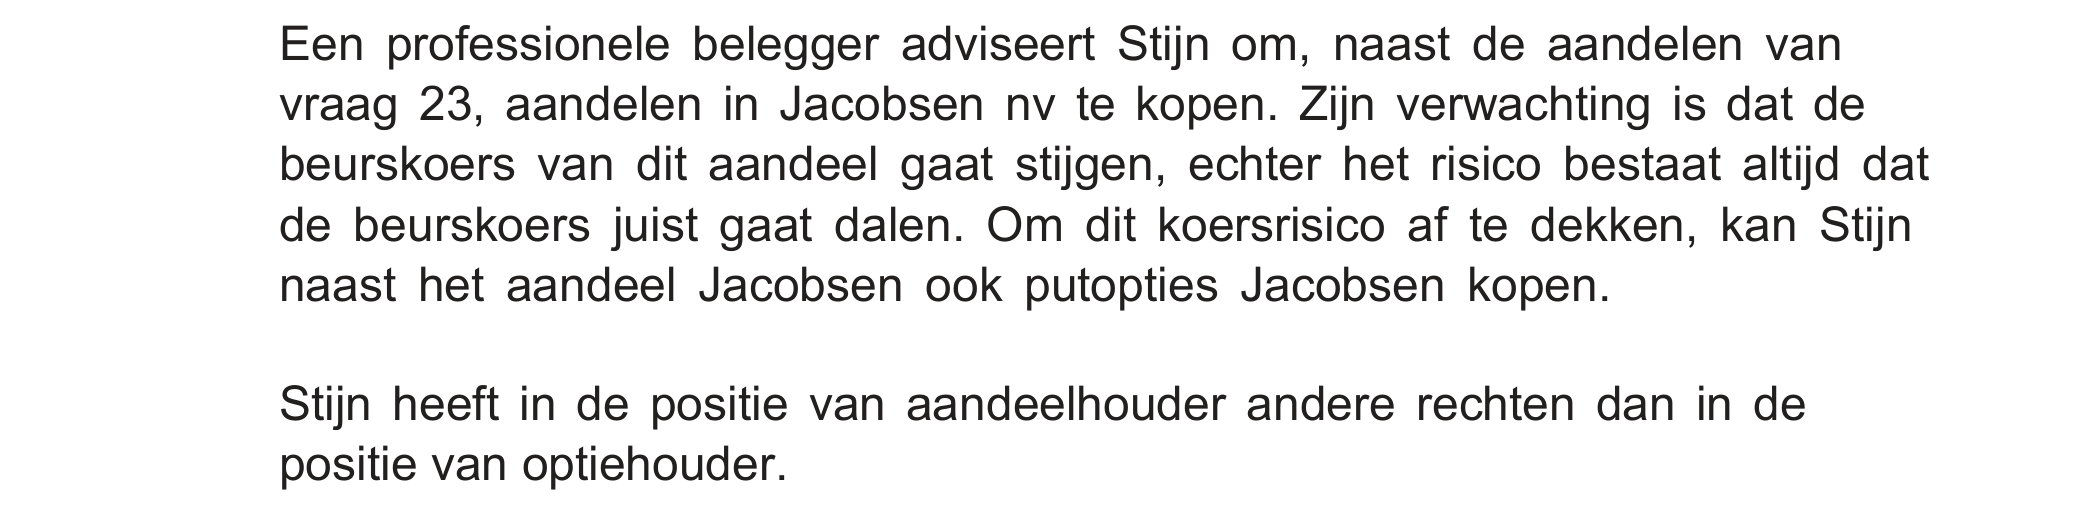 Een professionele belegger adviseert Stijn om, naast de aandelen van
vraag 23, aandelen in Jacobsen nv te kopen. Zijn verwachting is dat de
beurskoers van dit aandeel gaat stijgen, echter het risico bestaat altijd dat
de beurskoers juist gaat dalen. Om dit koersrisico af te dekken, kan Stijn
naast het aandeel Jacobsen ook putopties Jacobsen kopen.
Stijn heeft in de positie van aandeelhouder andere rechten dan in de
positie van optiehouder.